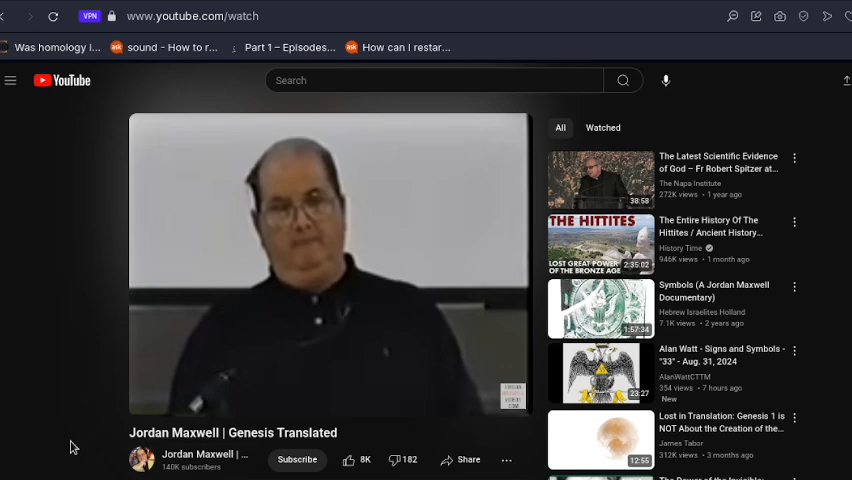 VPN
www.youtube.com/watch
Was homology I...
sound - How to r...
Part 1 – Episodes...
How can I restar...
YouTube
Search
All
Watched
The Latest Scientific Evidence
of God – Fr Robert Spitzer at...
The Napa Institute
272K views • 1 year ago
38:58
THE HITTITES
LOST GREAT POWER
OF THE BRONZE AGE
2:35:02
The Entire History Of The
Hittites / Ancient History...
History Time
946K views • 1 month ago
Symbols (A Jordan Maxwell
Documentary)
Hebrew Israelites Holland
7.1K views • 2 years ago
1:57:34
Alan Watt - Signs and Symbols -
"33" - Aug. 31, 2024
AlanWattCTTM
354 views • 7 hours ago
New
23:27
Lost in Translation: Genesis 1 is
NOT About the Creation of the...
James Tabor
312K views • 3 months ago
12:55
Jordan Maxwell | Genesis Translated
Jordan Maxwell | ...
140K subscribers
Subscribe
8K
182
Share